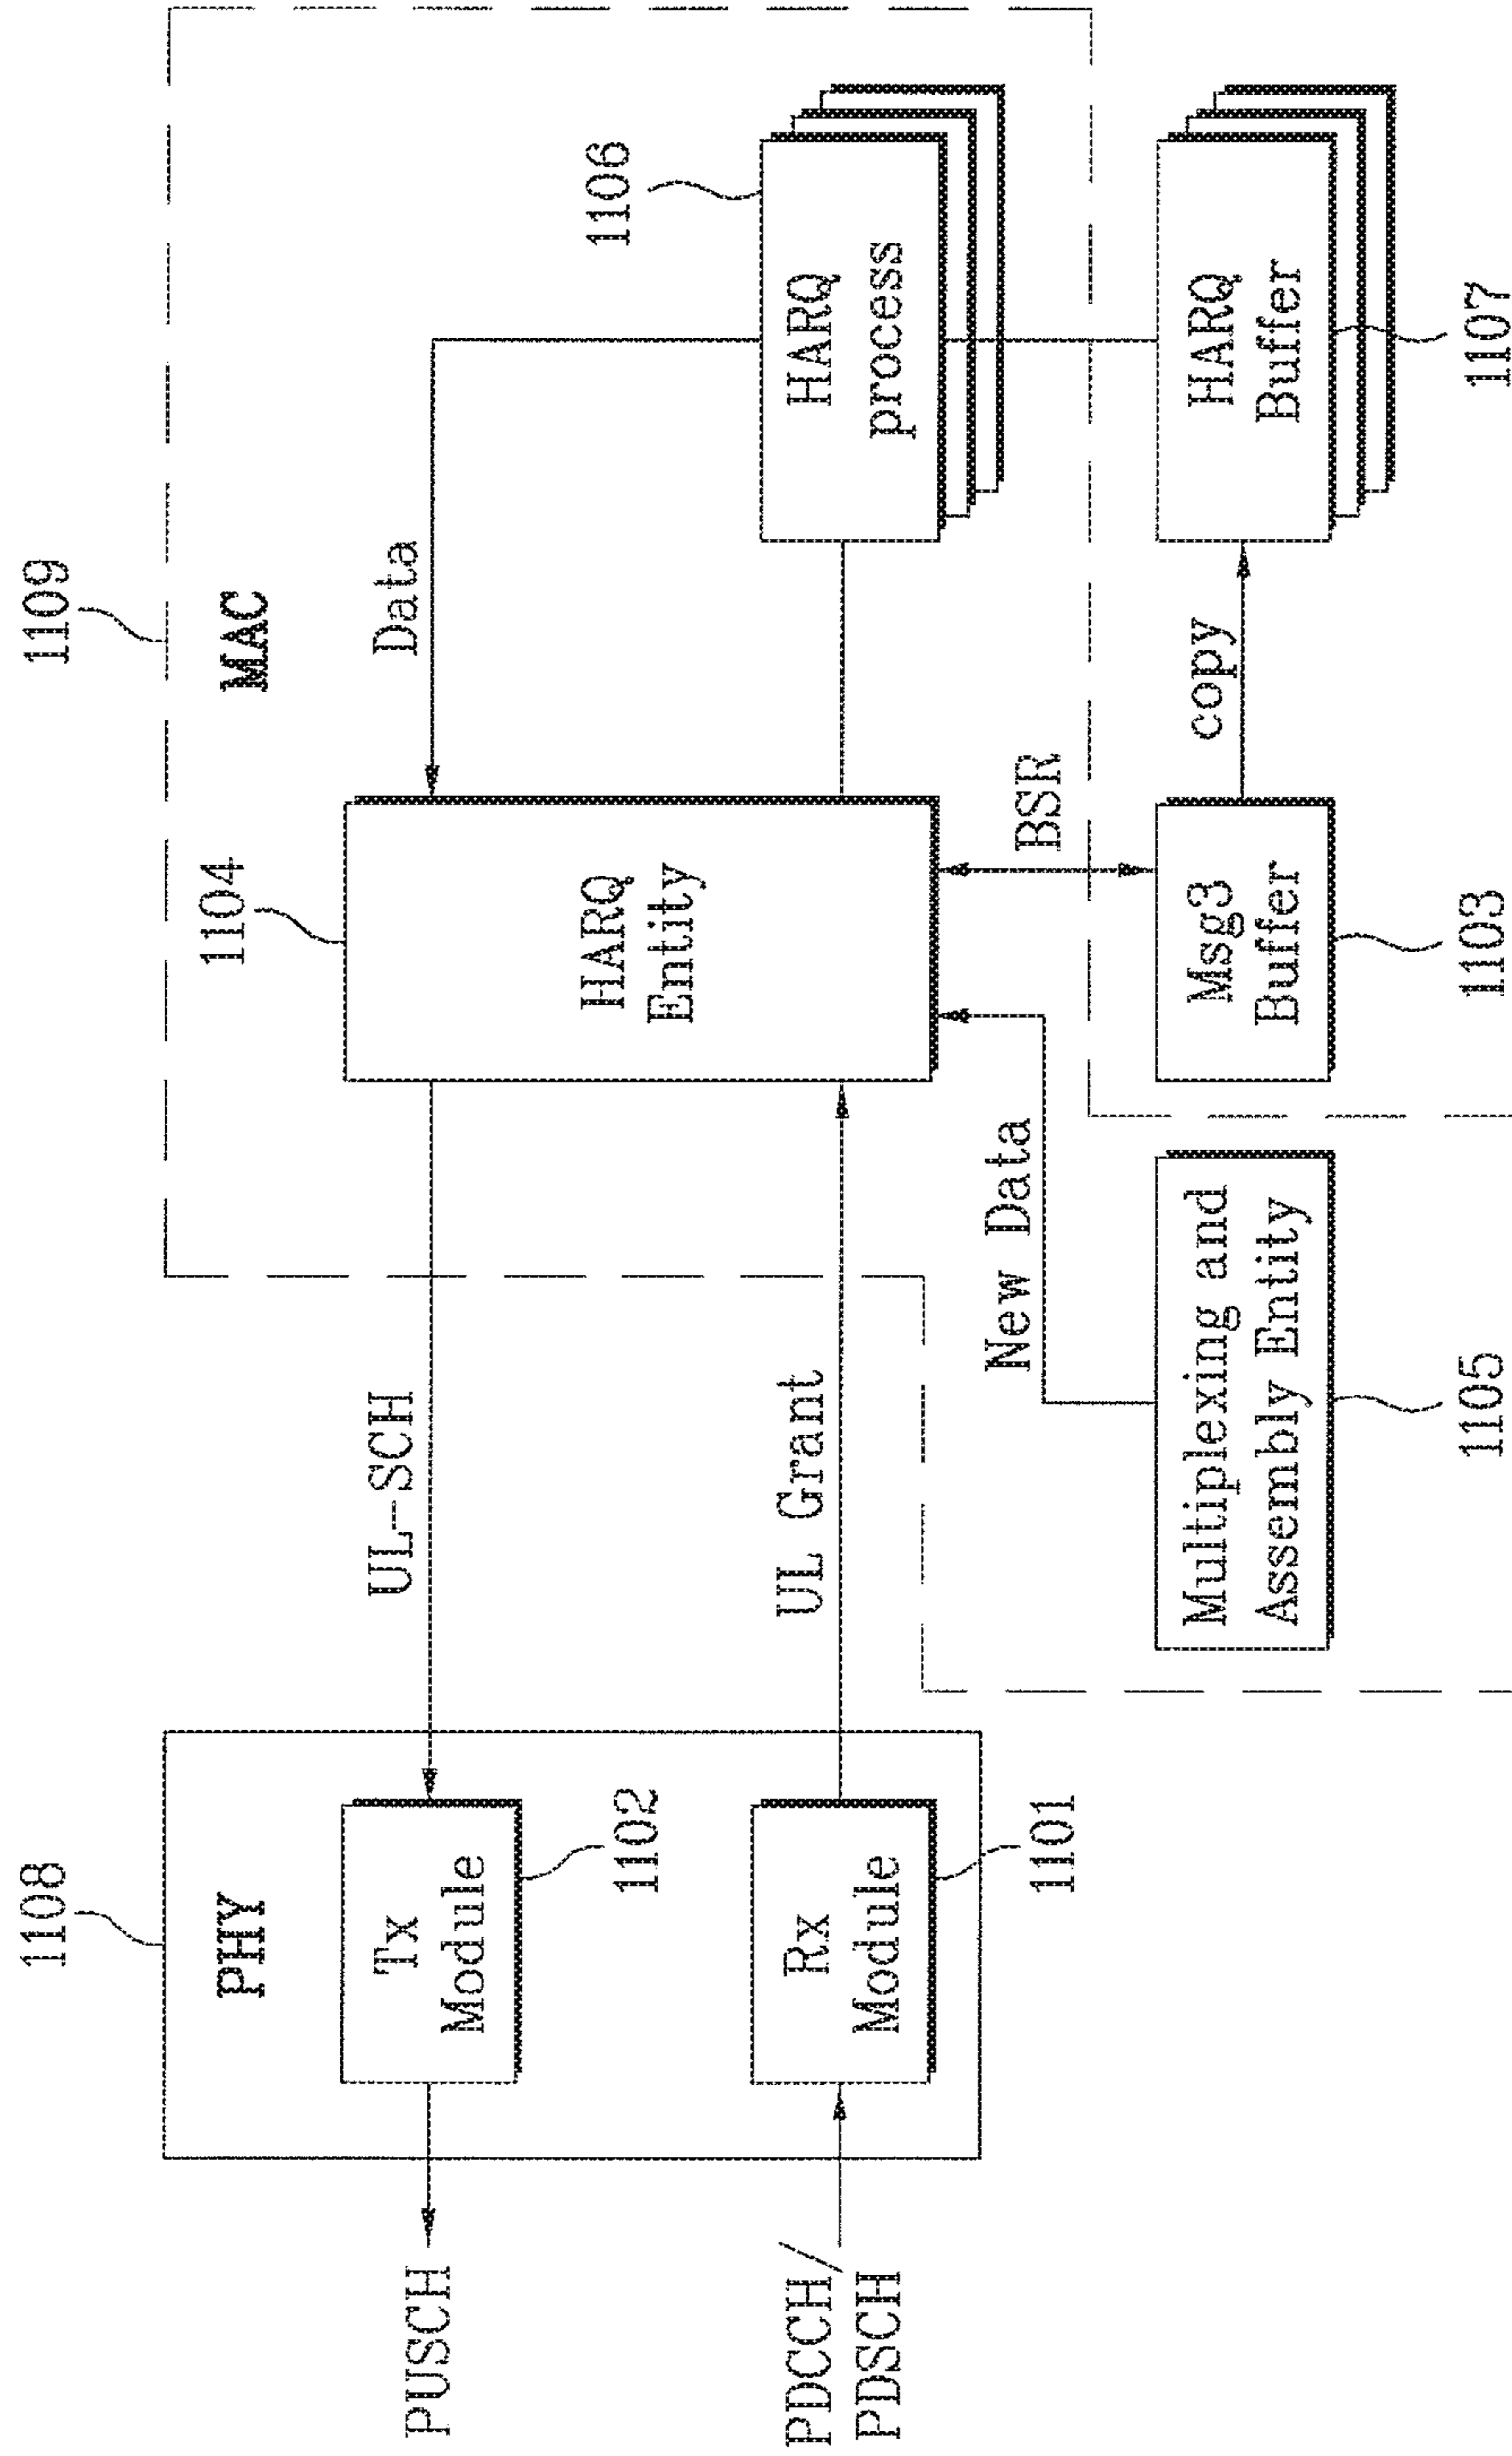 1108
1109
PHY
MAC
PUSCH
Tx
Module
1102
UL-SCH
1104
HARQ
Entity
Data
1106
PDCCH/
PDSCH
Rx
Module
1101
UL Grant
HARQ
process
New Data
BSR
Multiplexing and
Assembly Entity
1105
Msg3
Buffer
1103
copy
HARQ
Buffer
1107